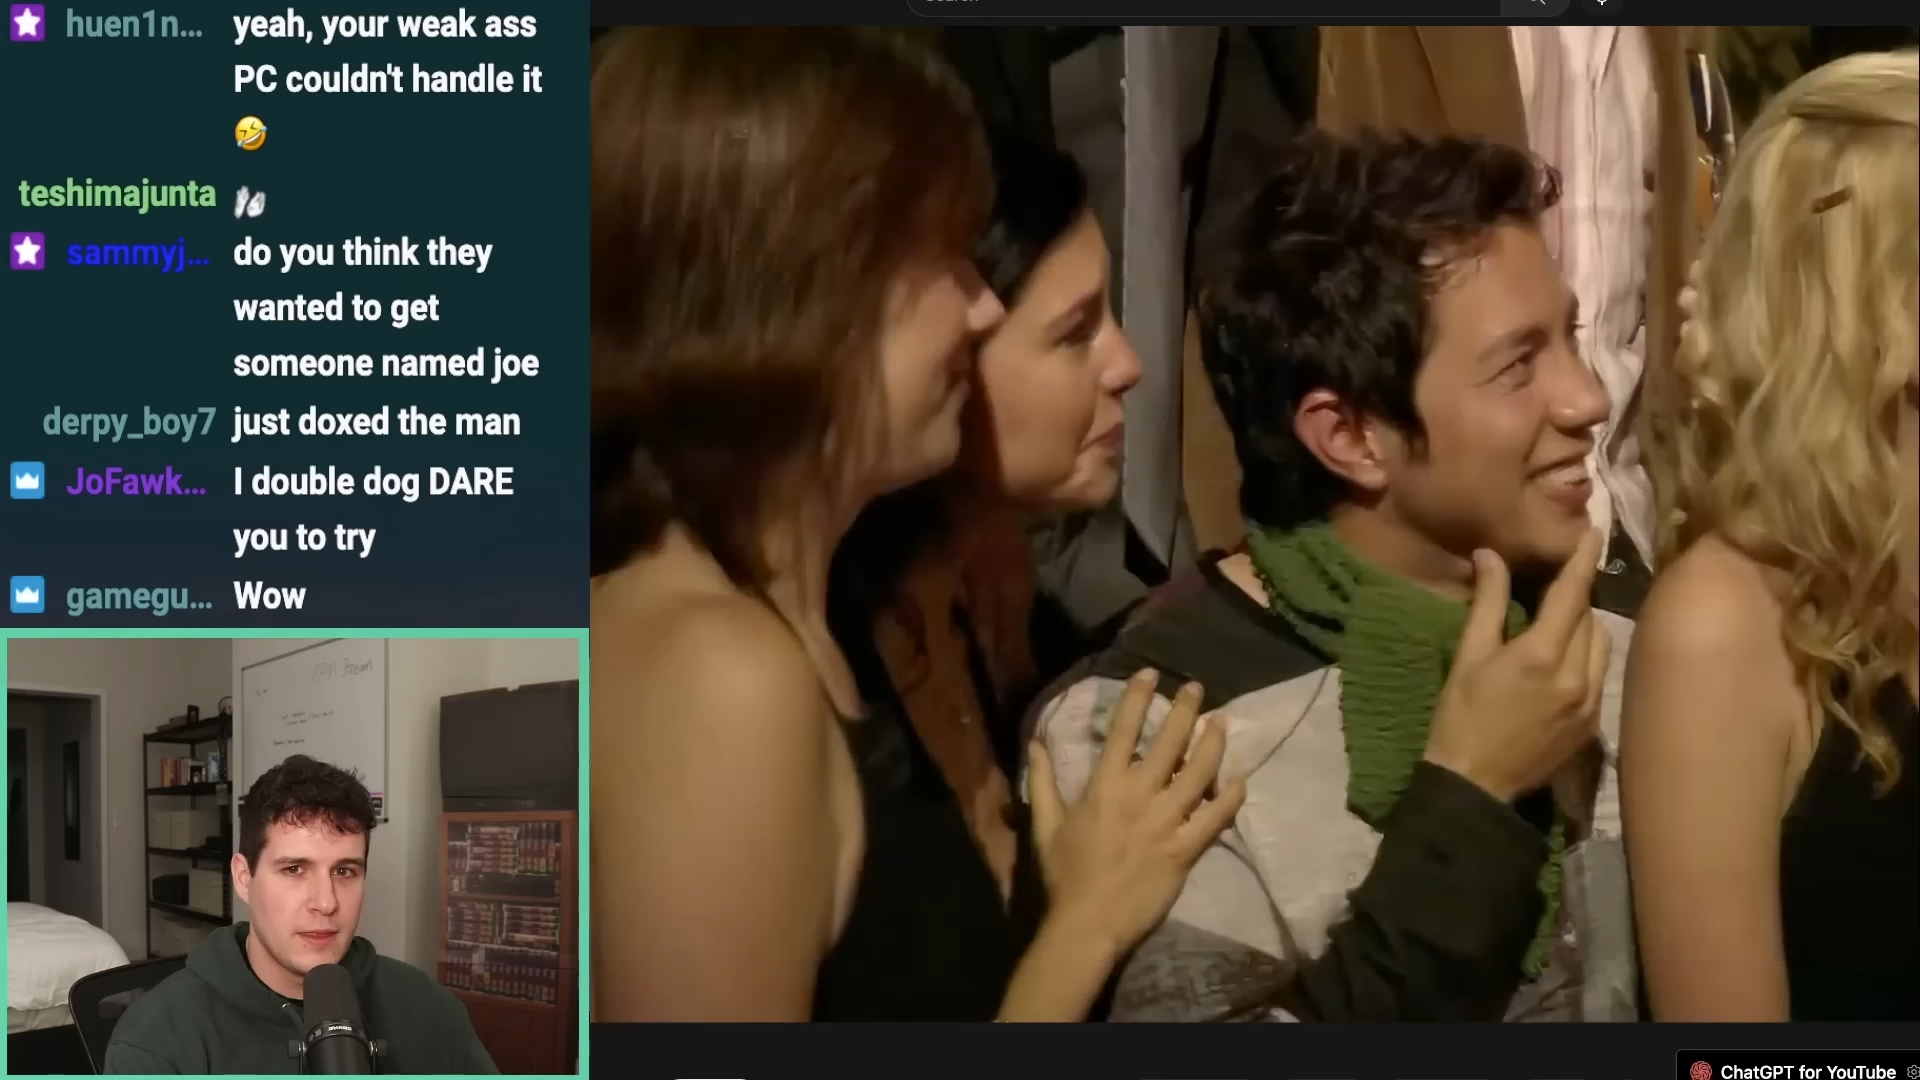 Search
huen1n... yeah, your weak ass
PC couldn't handle it
🤣
teshimajunta
sammyj... do you think they
wanted to get
someone named joe
derpy_boy7 just doxed the man
JoFawk... I double dog DARE
you to try
gamegu... Wow
ChatGPT for YouTube